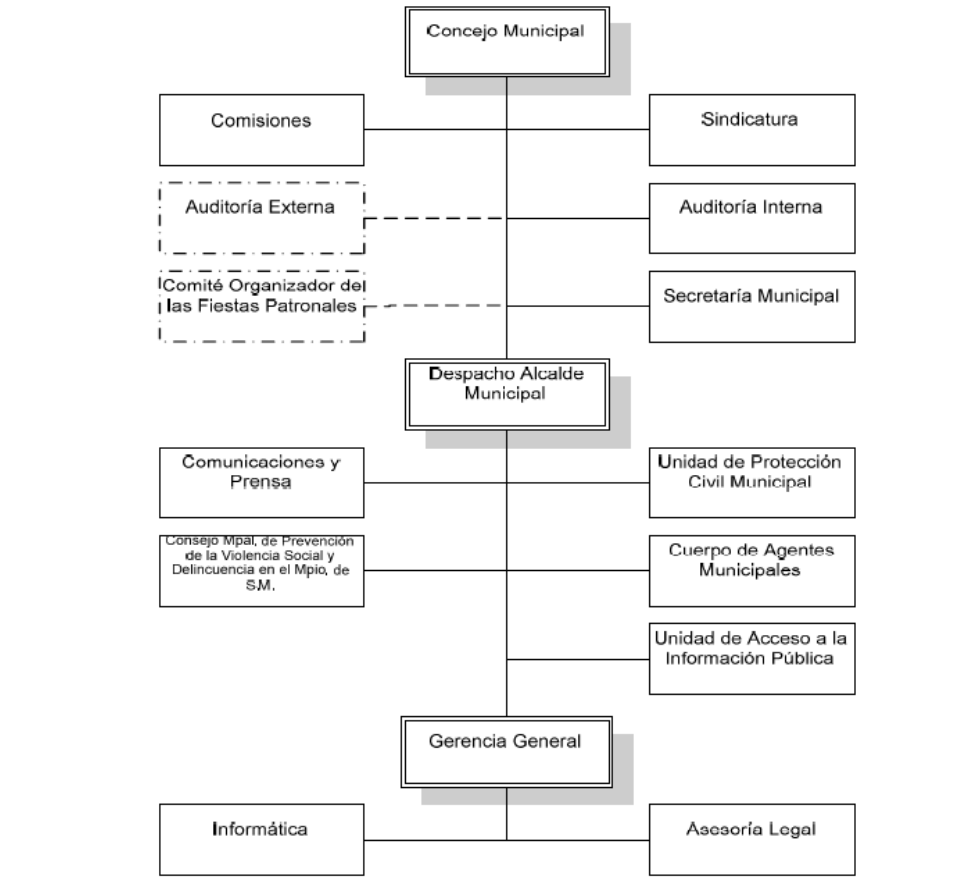 Concejo Municipal
Comisiones
Sindicatura
Auditoría Externa
Auditoría Interna
Comité Organizador de
las Fiestas Patronales
Secretaría Municipal
Despacho Alcalde
Municipal
Comunicaciones y
Prensa
Unidad de Protección
Civil Municipal
Consejo Mpal, de Prevención
de la Violencia Social y
Delincuencia en el Mpio, de
S.M.
Cuerpo de Agentes
Municipales
Unidad de Acceso a la
Información Pública
Gerencia General
Informática
Asesoría Legal